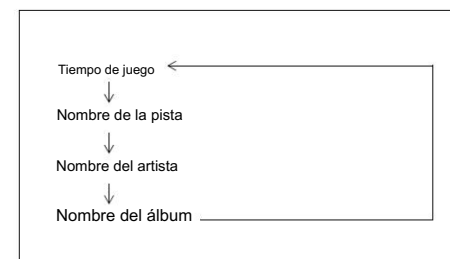 Tiempo de juego
Nombre de la pista
Nombre del artista
Nombre del álbum